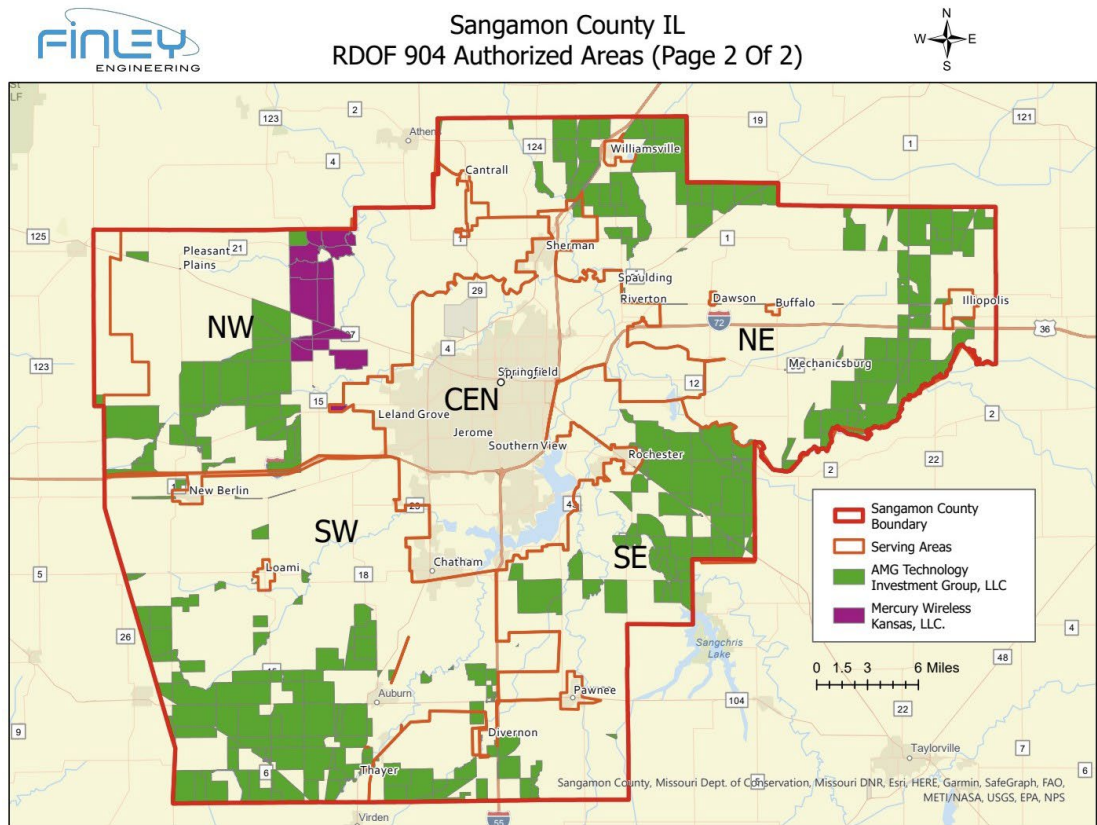 FINLEY
ENGINEERING
Sangamon County IL
RDOF 904 Authorized Areas (Page 2 Of 2)
N
W E
S
St
LF
2
123
Athens
124
19
121
1
4
Williamsville
Cantrall
125
21
Pleasant
Plains
1
Sherman
1
29
Spaulding
Riverton
Dawson
Buffalo
Illiopolis
NW
4
72
NE
36
123
Springfield
Mechanicsburg
12
15
CEN
Leland Grove
2
Jerome
Southern View
Rochester
2
22
New Berlin
SW
SE
Chatham
5
Loami
18
26
Sangchris
Lake
4
48
Auburn
Pawnee
104
22
9
Divernon
Taylorville
7
6
Thayer
6
Virden
55
Sangamon County
Boundary
Serving Areas
AMG Technology
Investment Group, LLC
Mercury Wireless
Kansas, LLC.
0 1.5 3 6 Miles
Sangamon County, Missouri Dept. of Conservation, Missouri DNR, Esri, HERE, Garmin, SafeGraph, FAO,
METI/NASA, USGS, EPA, NPS